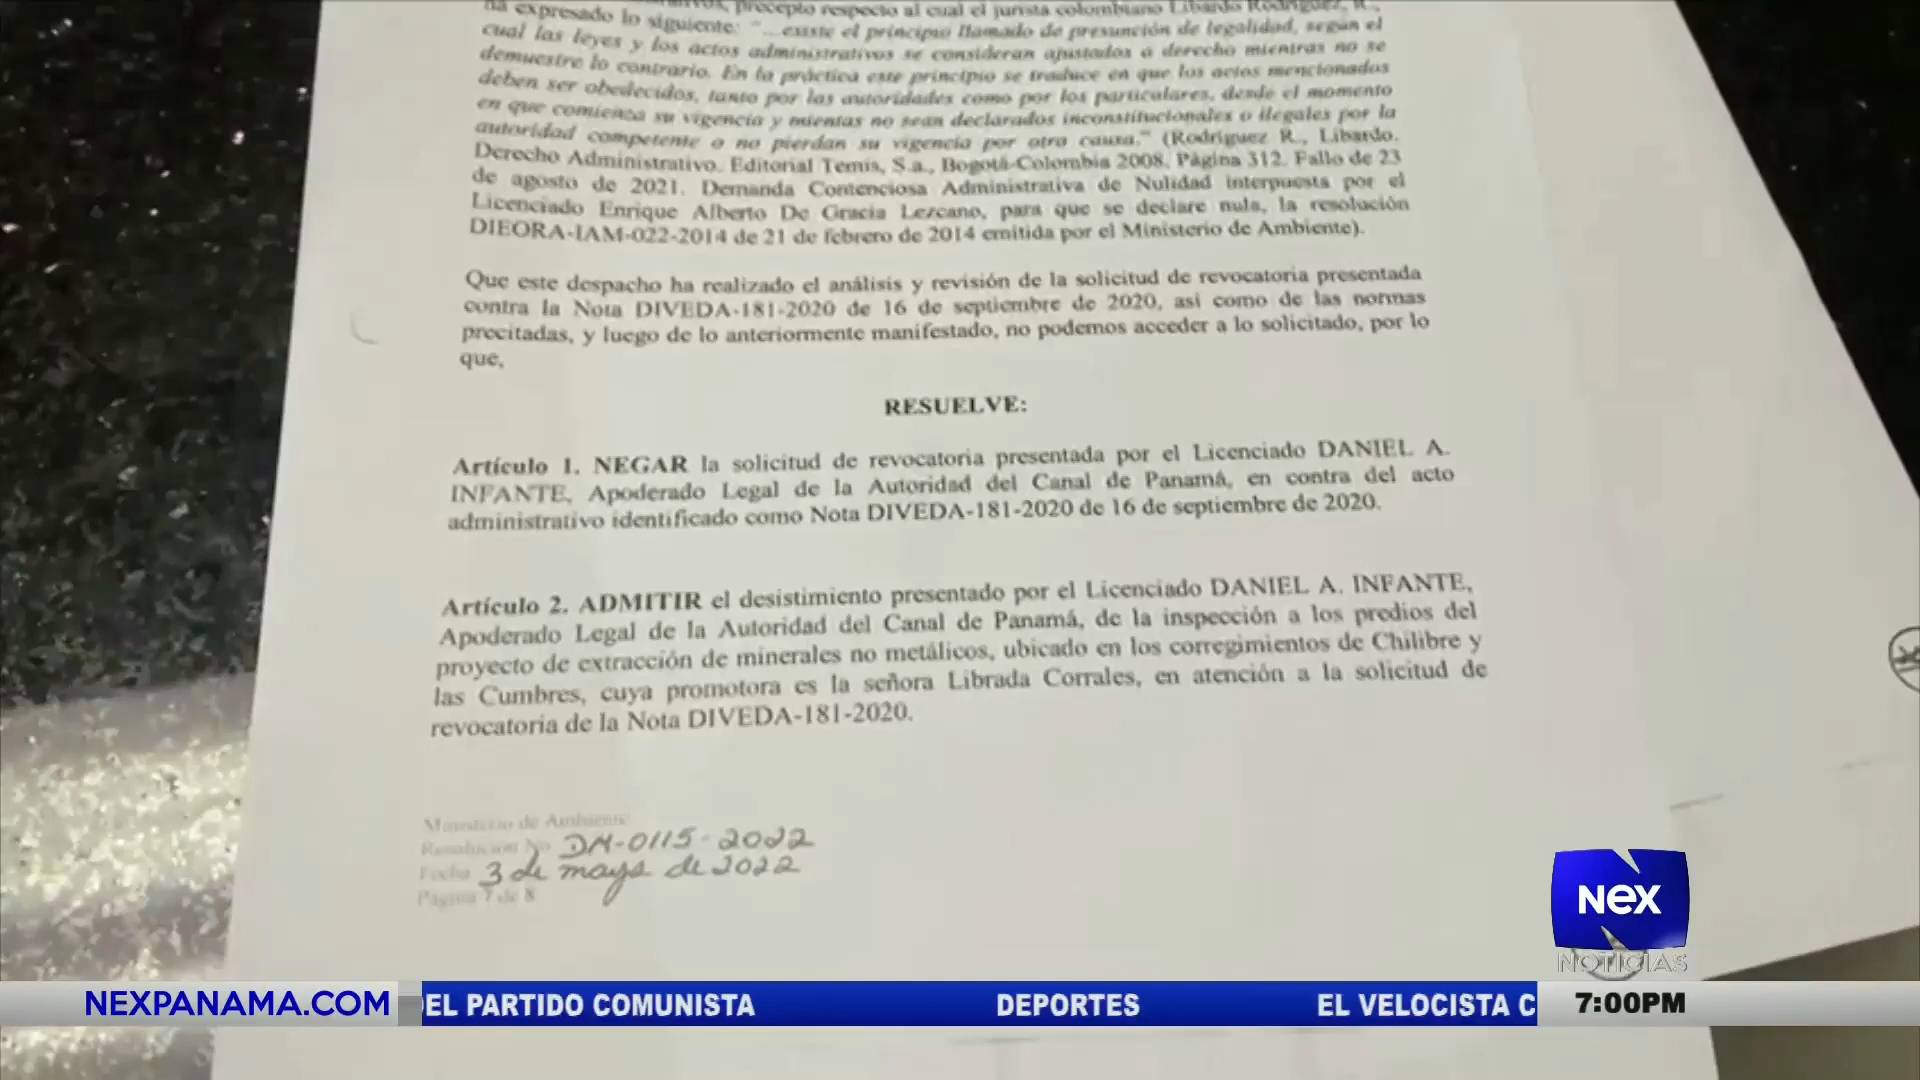 precepto respecto al cual el jurista colombiano Libardo Rodríguez, R.,
ha expresado lo siguiente: "...existe el principio llamado de presunción de legalidad, según el
cual las leyes y los actos administrativos se consideran ajustados a derecho mientras no se
demuestre lo contrario. En la práctica este principio se traduce en que los actos mencionados
deben ser obedecidos, tanto por las autoridades como por los particulares, desde el momento
en que comienza su vigencia y mientas no sean declarados inconstitucionales o ilegales por la
autoridad competente o no pierdan su vigencia por otra causa." (Rodríguez R., Libardo.
Derecho Administrativo. Editorial Temis, S.a., Bogotá-Colombia 2008. Página 312. Fallo de 23
de agosto de 2021. Demanda Contenciosa Administrativa de Nulidad interpuesta por el
Licenciado Enrique Alberto De Gracia Lezcano, para que se declare nula, la resolución
DIEORA-IAM-022-2014 de 21 de febrero de 2014 emitida por el Ministerio de Ambiente).
Que este despacho ha realizado el análisis y revisión de la solicitud de revocatoria presentada
contra la Nota DIVEDA-181-2020 de 16 de septiembre de 2020, así como de las normas
precitadas, y luego de lo anteriormente manifestado, no podemos acceder a lo solicitado, por lo
que,
RESUELVE:
Artículo 1. NEGAR la solicitud de revocatoria presentada por el Licenciado DANIEL A.
INFANTE, Apoderado Legal de la Autoridad del Canal de Panamá, en contra del acto
administrativo identificado como Nota DIVEDA-181-2020 de 16 de septiembre de 2020.
Artículo 2. ADMITIR el desistimiento presentado por el Licenciado DANIEL A. INFANTE,
Apoderado Legal de la Autoridad del Canal de Panamá, de la inspección a los predios del
proyecto de extracción de minerales no metálicos, ubicado en los corregimientos de Chilibre y
las Cumbres, cuya promotora es la señora Librada Corrales, en atención a la solicitud de
revocatoria de la Nota DIVEDA-181-2020.
Ministerio de Ambiente
Resolución No DM-0115-2022
Fecha 3 de mayo de 2022
Página 7 de 8
Nex
NOTICIAS
NEXPANAMA.COM DEL PARTIDO COMUNISTA DEPORTES EL VELOCISTA C 7:00PM